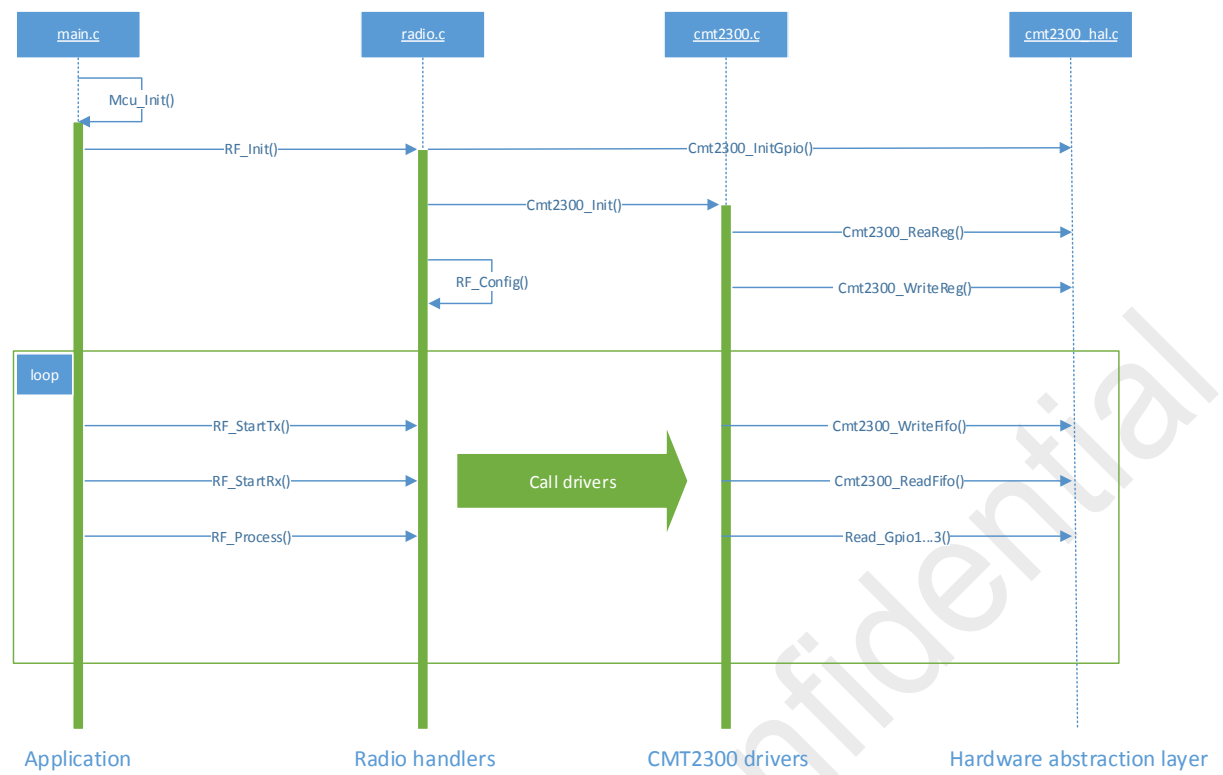 main.c
radio.c
cmt2300.c
cmt2300_hal.c
Mcu_Init()
RF_Init()
Cmt2300_InitGpio()
Cmt2300_Init()
Cmt2300_ReaReg()
RF_Config()
Cmt2300_WriteReg()
loop
RF_StartTx()
Cmt2300_WriteFifo()
RF_StartRx()
Call drivers
Cmt2300_ReadFifo()
RF_Process()
Read_Gpio1...3()
Application
Radio handlers
CMT2300 drivers
Hardware abstraction layer
nfidential